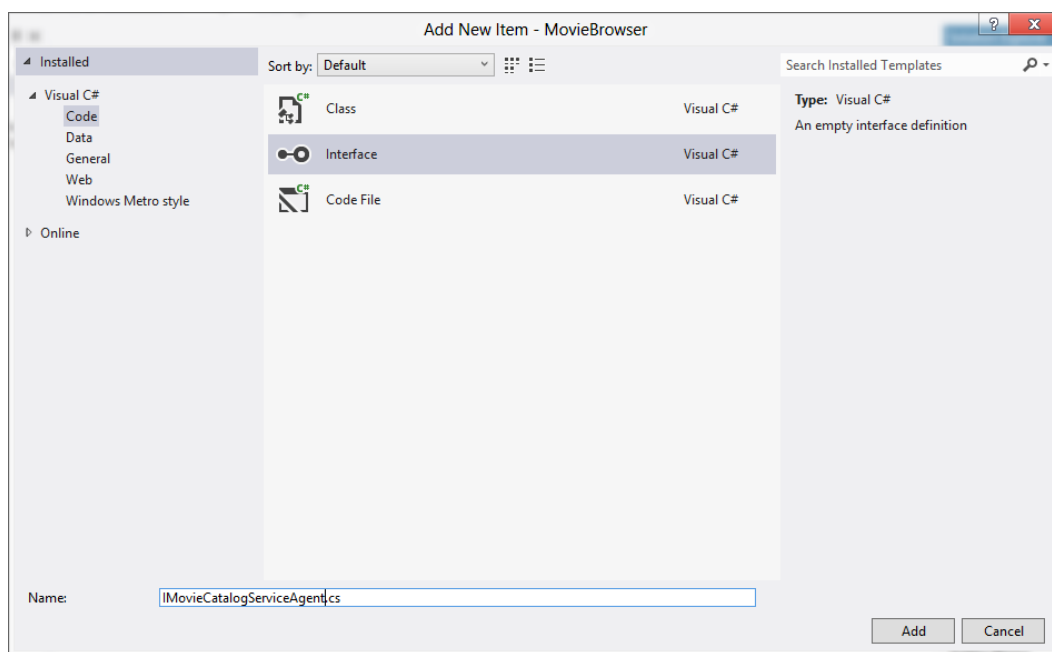 Add New Item - MovieBrowser
?
x
Installed
Sort by: Default
Search Installed Templates
Visual C#
Code
Data
General
Web
Windows Metro style
Online
C#
Class
Visual C#
Interface
Visual C#
C#
Code File
Visual C#
Type: Visual C#
An empty interface definition
Name:
IMovieCatalogServiceAgent.cs
Add
Cancel